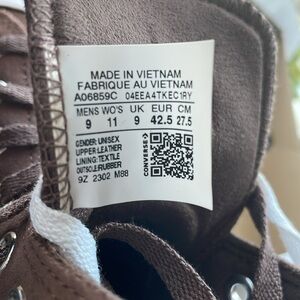 MADE IN VIETNAM
FABRIQUE AU VIETNAM
A06859C 04EEA4TKEC1RY
MENS WO'S UK EUR CM
9 11 9 42.5 27.5
GENDER: UNISEX
UPPER: LEATHER
LINING: TEXTILE
OUTSOLE: RUBBER
9Z 2302 M88
CONVERSE